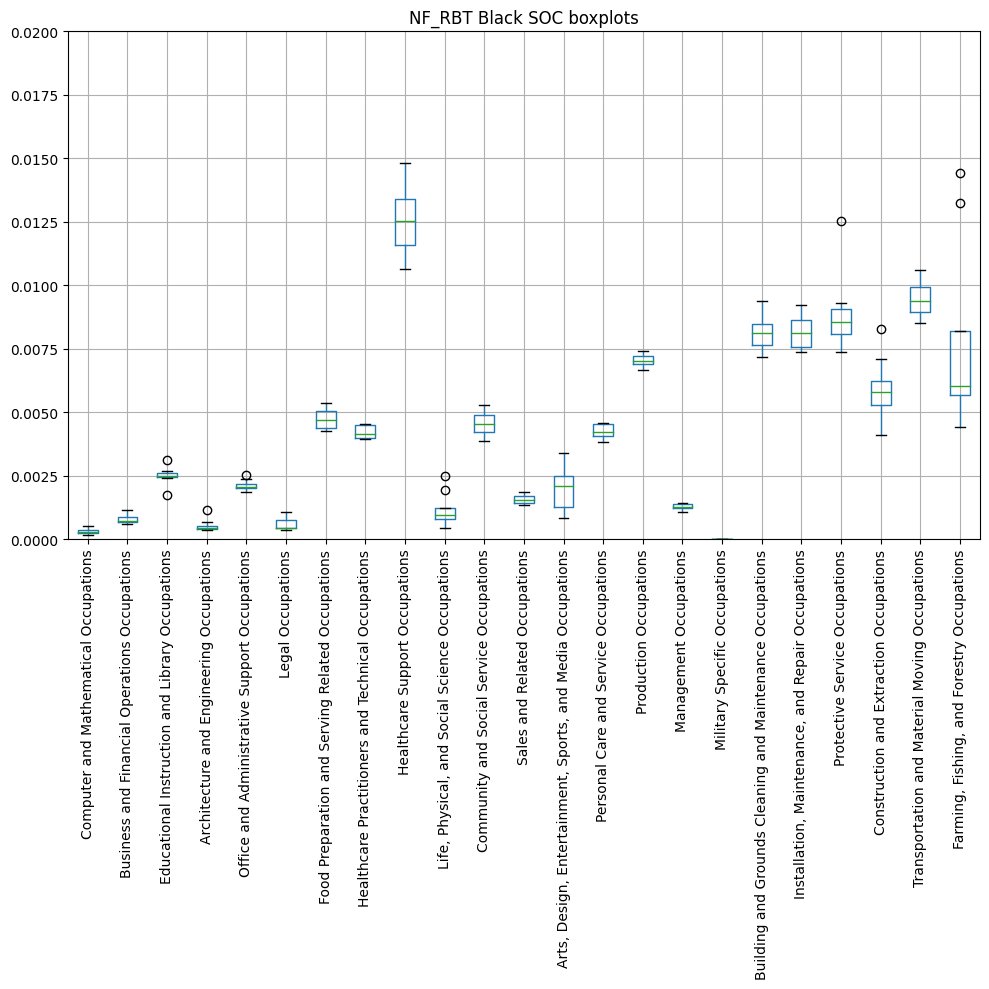 NF_RBT Black SOC boxplots
0.0200
0.0175
0.0150
0.0125
0.0100
0.0075
0.0050
0.0025
0.0000
Computer and Mathematical Occupations
Business and Financial Operations Occupations
Educational Instruction and Library Occupations
Architecture and Engineering Occupations
Office and Administrative Support Occupations
Legal Occupations
Food Preparation and Serving Related Occupations
Healthcare Practitioners and Technical Occupations
Healthcare Support Occupations
Life, Physical, and Social Science Occupations
Community and Social Service Occupations
Sales and Related Occupations
Arts, Design, Entertainment, Sports, and Media Occupations
Personal Care and Service Occupations
Production Occupations
Management Occupations
Military Specific Occupations
Building and Grounds Cleaning and Maintenance Occupations
Installation, Maintenance, and Repair Occupations
Protective Service Occupations
Construction and Extraction Occupations
Transportation and Material Moving Occupations
Farming, Fishing, and Forestry Occupations